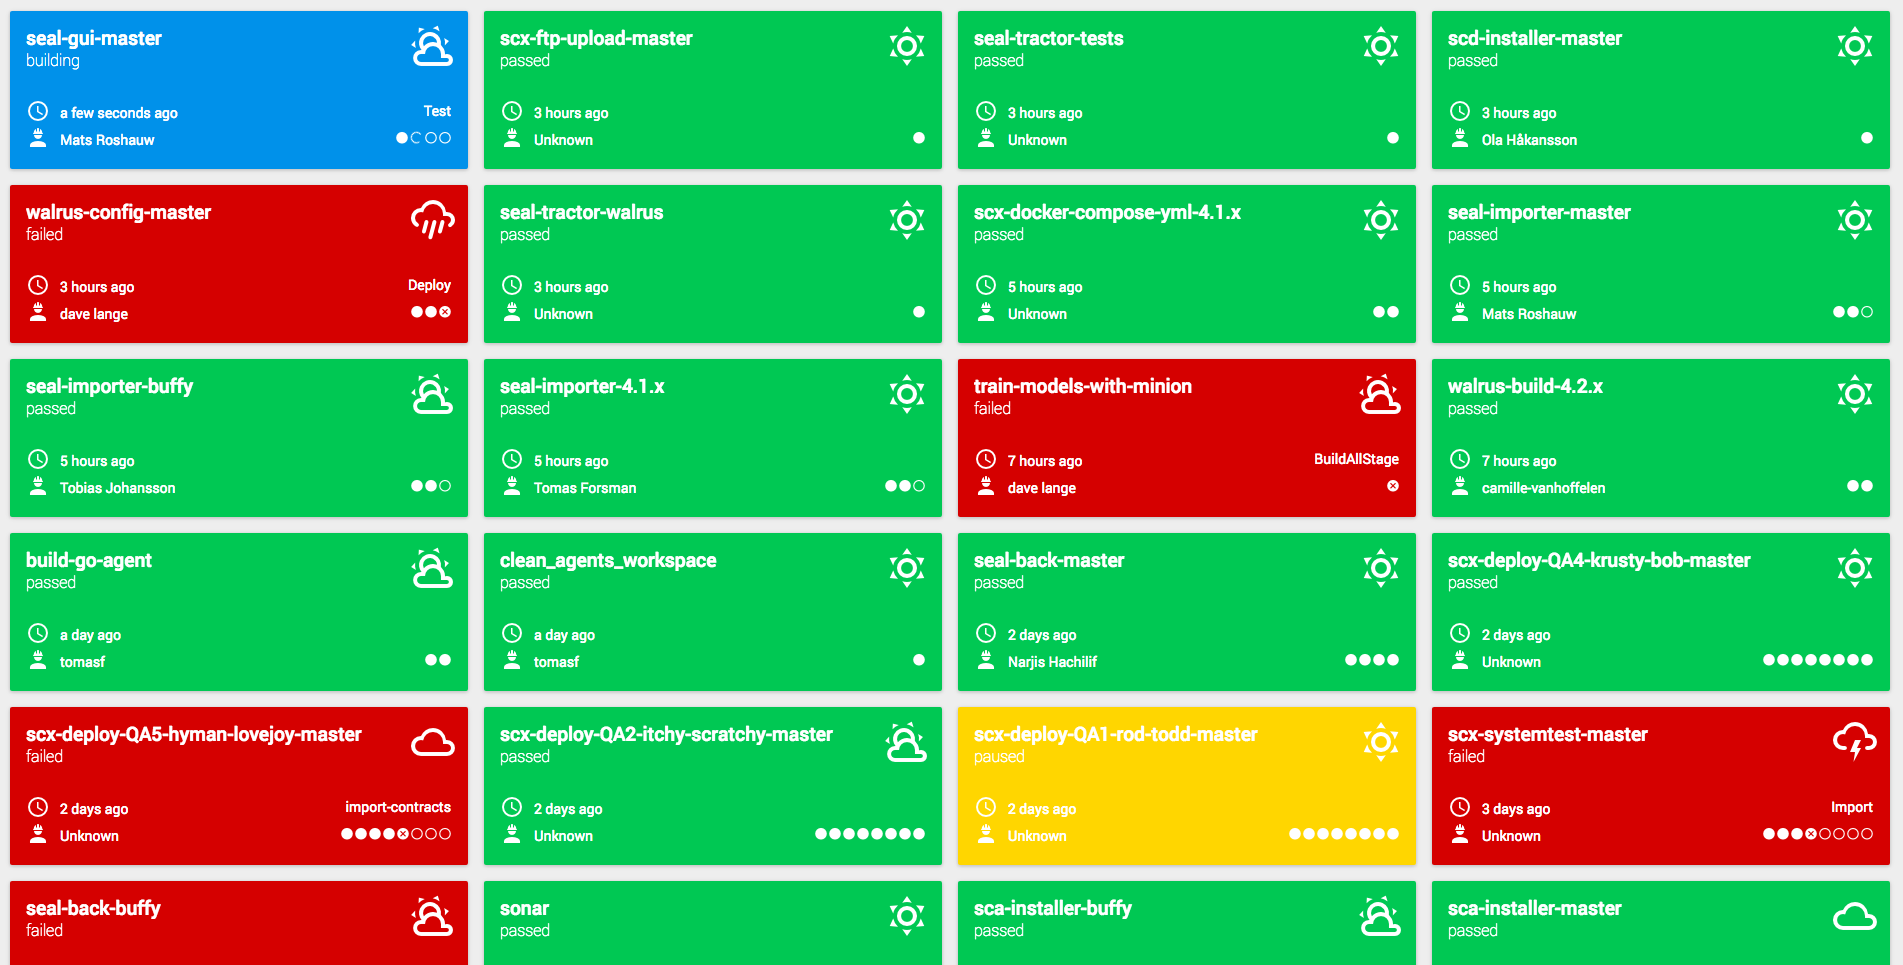 seal-gui-master
building
a few seconds ago
Test
Mats Roshauw
scx-ftp-upload-master
passed
3 hours ago
Unknown
seal-tractor-tests
passed
3 hours ago
Unknown
scd-installer-master
passed
3 hours ago
Ola Håkansson
walrus-config-master
failed
3 hours ago
Deploy
dave lange
seal-tractor-walrus
passed
3 hours ago
Unknown
scx-docker-compose-yml-4.1.x
passed
5 hours ago
Unknown
seal-importer-master
passed
5 hours ago
Mats Roshauw
seal-importer-buffy
passed
5 hours ago
Tobias Johansson
seal-importer-4.1.x
passed
5 hours ago
Tomas Forsman
train-models-with-minion
failed
7 hours ago
BuildAllStage
dave lange
walrus-build-4.2.x
passed
7 hours ago
camille-vanhoffelen
build-go-agent
passed
a day ago
tomasf
clean_agents_workspace
passed
a day ago
tomasf
seal-back-master
passed
2 days ago
Narjis Hachilif
scx-deploy-QA4-krusty-bob-master
passed
2 days ago
Unknown
scx-deploy-QA5-hyman-lovejoy-master
failed
2 days ago
import-contracts
Unknown
scx-deploy-QA2-itchy-scratchy-master
passed
2 days ago
Unknown
scx-deploy-QA1-rod-todd-master
paused
2 days ago
Unknown
scx-systemtest-master
failed
3 days ago
Import
Unknown
seal-back-buffy
failed
sonar
passed
sca-installer-buffy
passed
sca-installer-master
passed